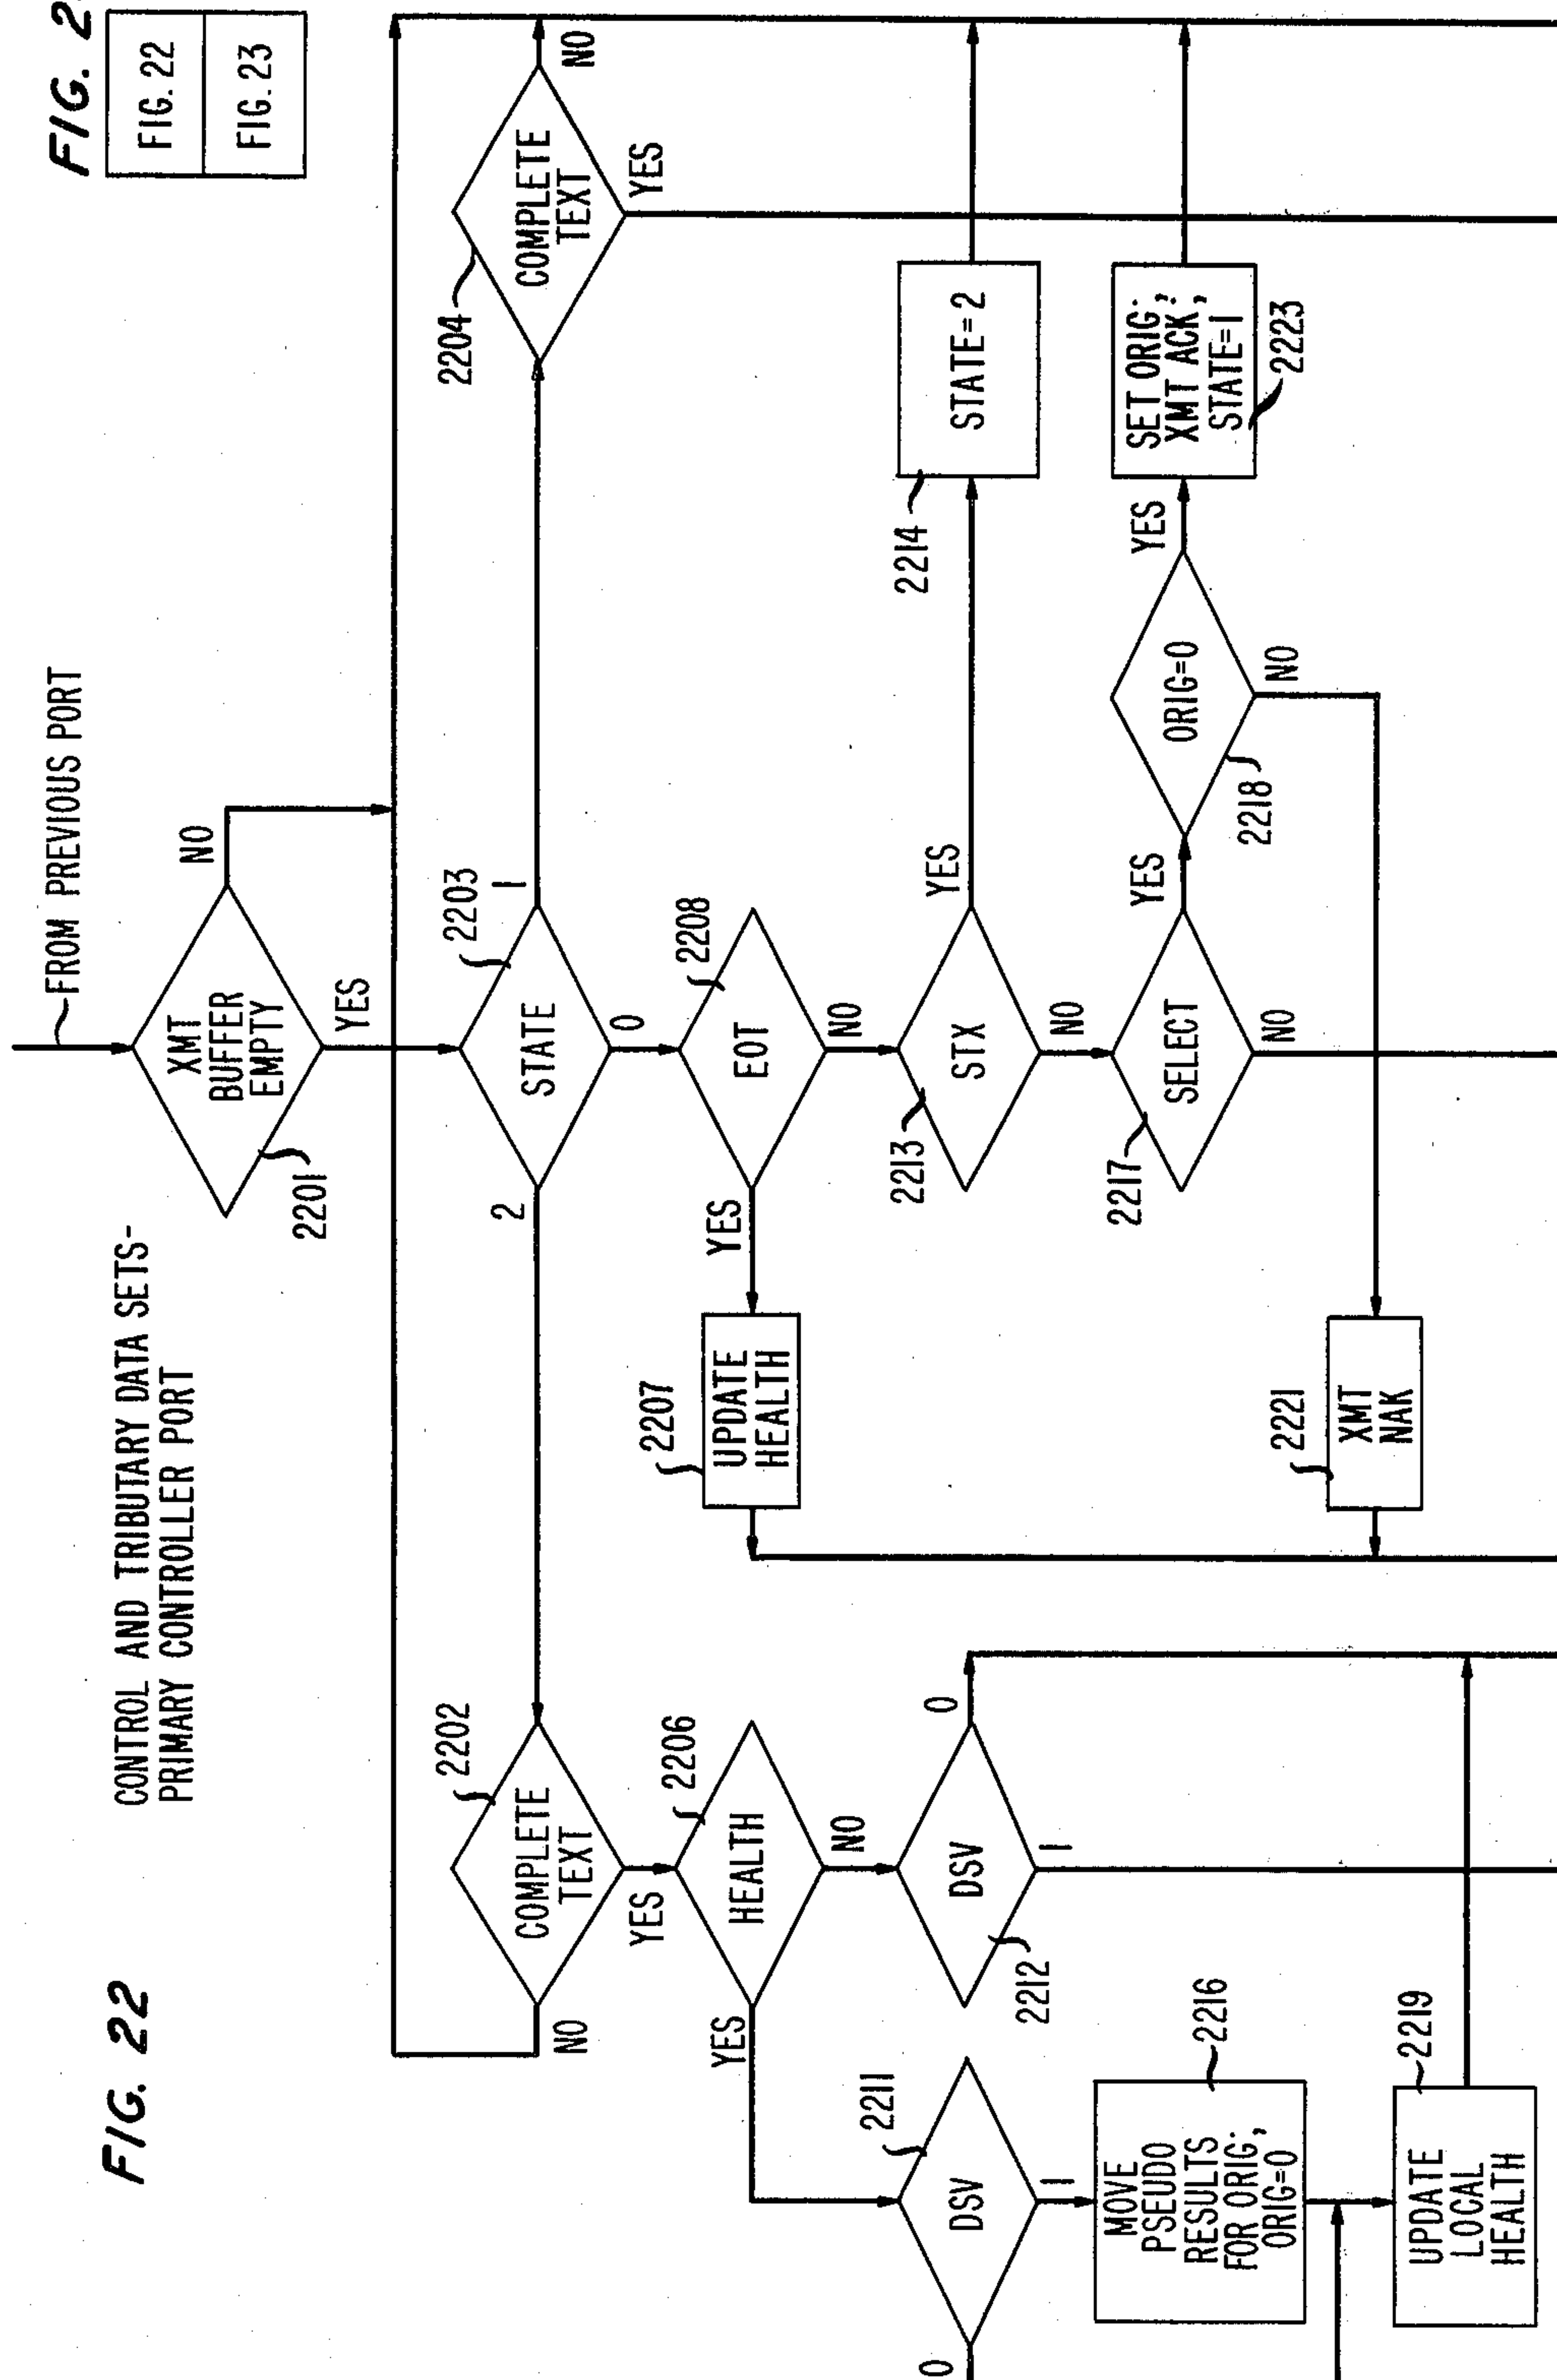 FIG. 22
CONTROL AND TRIBUTARY DATA SETS-
PRIMARY CONTROLLER PORT
FROM PREVIOUS PORT
FIG. 2
FIG. 22
FIG. 23
XMT
BUFFER
EMPTY
2201
NO
YES
2202
COMPLETE
TEXT
NO
YES
2
STATE
2203
1
0
2204
COMPLETE
TEXT
NO
YES
2206
HEALTH
YES
NO
2207
UPDATE
HEALTH
YES
EOT
2208
NO
2211
DSV
0
1
DSV
2212
0
1
2213
STX
YES
NO
2214
STATE=2
MOVE
PSEUDO
RESULTS
FOR ORIG;
ORIG=0
2216
2217
SELECT
YES
NO
ORIG=0
2218
YES
NO
SET ORIG;
XMT ACK;
STATE=1
2223
UPDATE
LOCAL
HEALTH
2219
2221
XMT
NAK